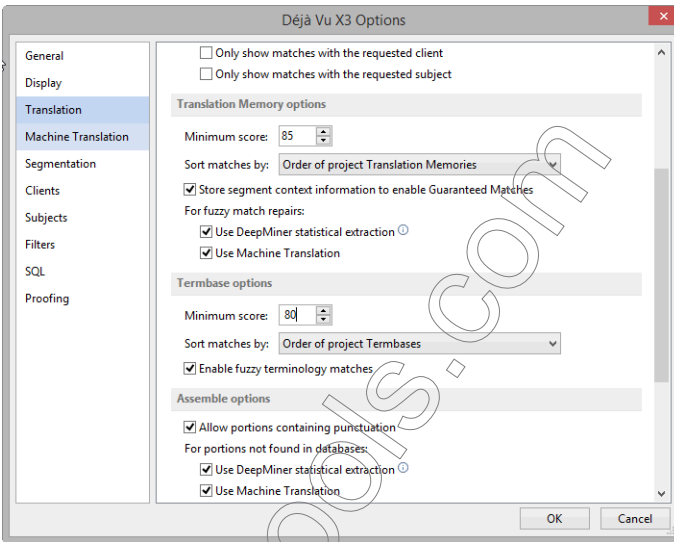 Déjà Vu X3 Options
General
Display
Translation
Machine Translation
Segmentation
Clients
Subjects
Filters
SQL
Proofing
Only show matches with the requested client
Only show matches with the requested subject
Translation Memory options
Minimum score: 85
Sort matches by: Order of project Translation Memories
Store segment context information to enable Guaranteed Matches
For fuzzy match repairs:
Use DeepMiner statistical extraction
Use Machine Translation
Termbase options
Minimum score: 80
Sort matches by: Order of project Termbases
Enable fuzzy terminology matches
Assemble options
Allow portions containing punctuation
For portions not found in databases:
Use DeepMiner statistical extraction
Use Machine Translation
OK Cancel
ools.com